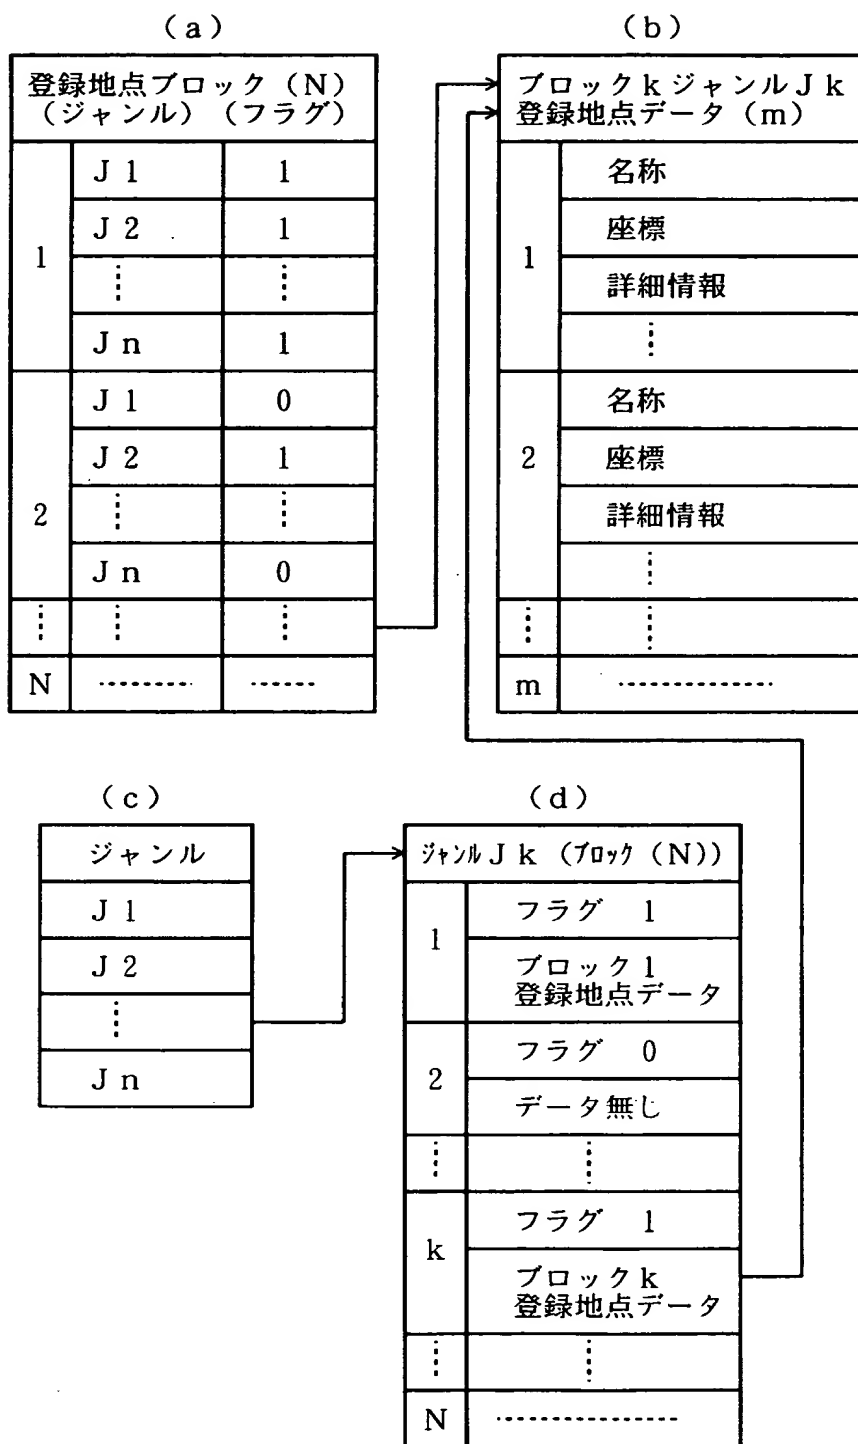 (a)
登録地点ブロック(N)
(ジャンル)(フラグ)
1
J1 1
J2 1
Jn 1
2
J1 0
J2 1
Jn 0
N
(b)
ブロックkジャンルJk
登録地点データ(m)
1
名称
座標
詳細情報
2
名称
座標
詳細情報
m
(c)
ジャンル
J1
J2
Jn
(d)
ジャンルJk(ブロック(N))
1
フラグ 1
ブロック1
登録地点データ
2
フラグ 0
データ無し
k
フラグ 1
ブロックk
登録地点データ
N